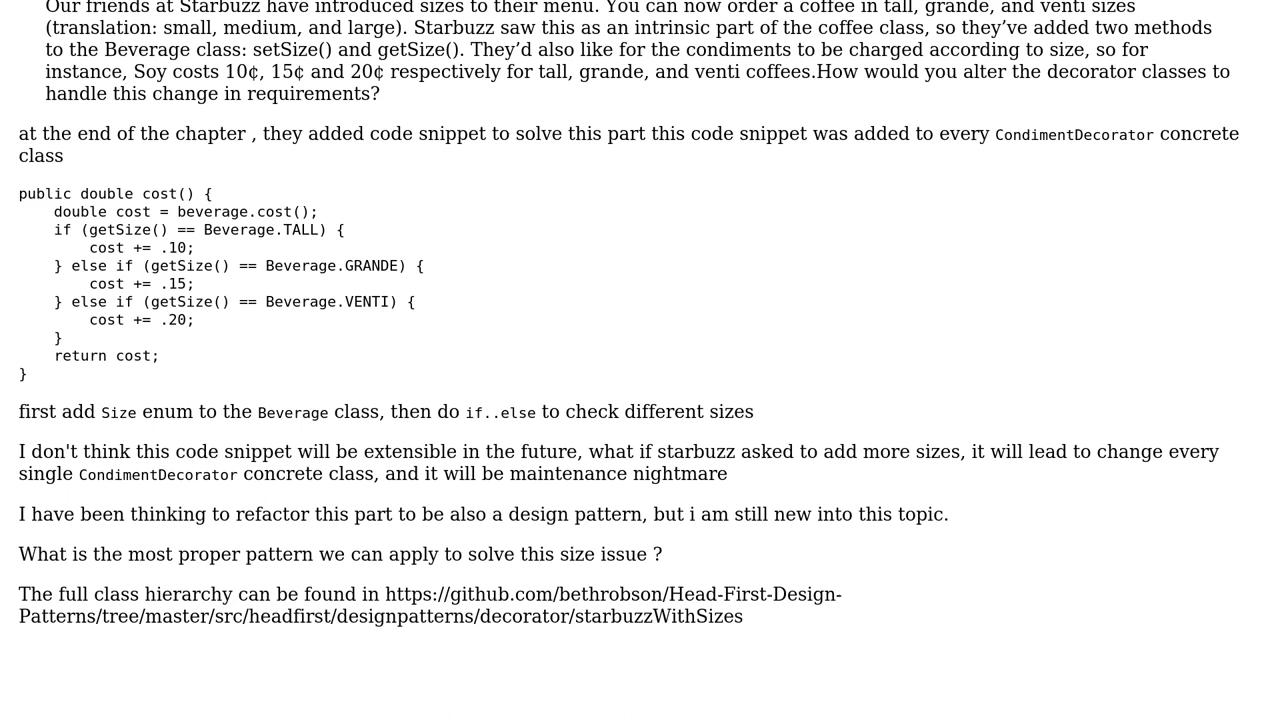 Our friends at Starbuzz have introduced sizes to their menu. You can now order a coffee in tall, grande, and venti sizes
(translation: small, medium, and large). Starbuzz saw this as an intrinsic part of the coffee class, so they’ve added two methods
to the Beverage class: setSize() and getSize(). They’d also like for the condiments to be charged according to size, so for
instance, Soy costs 10¢, 15¢ and 20¢ respectively for tall, grande, and venti coffees.How would you alter the decorator classes to
handle this change in requirements?
at the end of the chapter , they added code snippet to solve this part this code snippet was added to every CondimentDecorator concrete
class
public double cost() {
    double cost = beverage.cost();
    if (getSize() == Beverage.TALL) {
        cost += .10;
    } else if (getSize() == Beverage.GRANDE) {
        cost += .15;
    } else if (getSize() == Beverage.VENTI) {
        cost += .20;
    }
    return cost;
}
first add Size enum to the Beverage class, then do if..else to check different sizes
I don't think this code snippet will be extensible in the future, what if starbuzz asked to add more sizes, it will lead to change every
single CondimentDecorator concrete class, and it will be maintenance nightmare
I have been thinking to refactor this part to be also a design pattern, but i am still new into this topic.
What is the most proper pattern we can apply to solve this size issue ?
The full class hierarchy can be found in https://github.com/bethrobson/Head-First-Design-
Patterns/tree/master/src/headfirst/designpatterns/decorator/starbuzzWithSizes